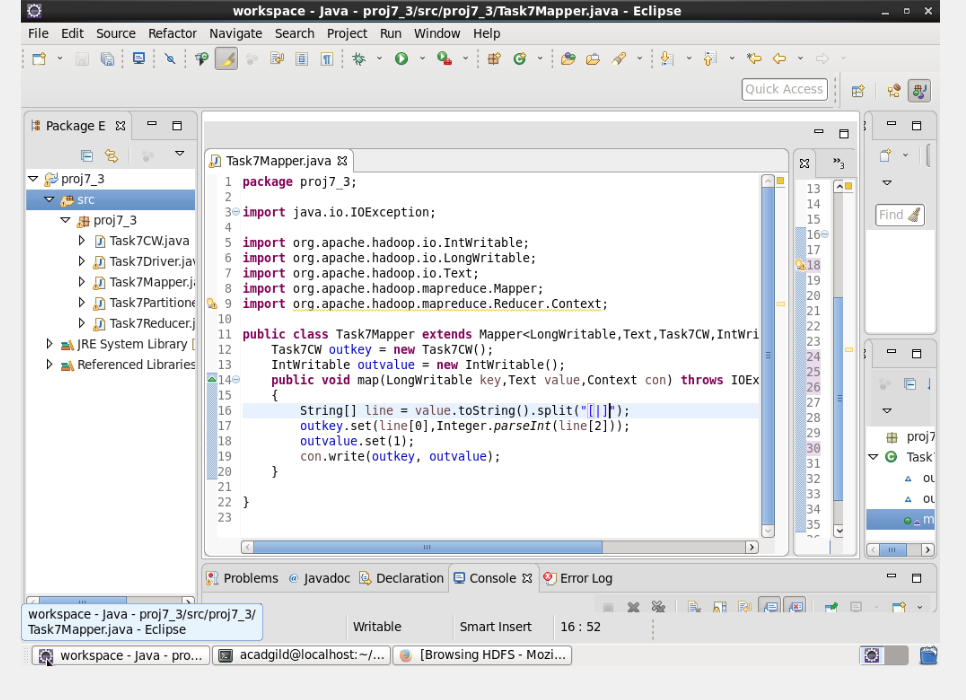 workspace - Java - proj7_3/src/proj7_3/Task7Mapper.java - Eclipse
File Edit Source Refactor Navigate Search Project Run Window Help
Quick Access
Package E
proj7_3
src
proj7_3
Task7CW.java
Task7Driver.jav
Task7Mapper.j
Task7Partitione
Task7Reducer.j
JRE System Library [
Referenced Libraries
Task7Mapper.java
1 package proj7_3;
2
3 import java.io.IOException;
4
5 import org.apache.hadoop.io.IntWritable;
6 import org.apache.hadoop.io.LongWritable;
7 import org.apache.hadoop.io.Text;
8 import org.apache.hadoop.mapreduce.Mapper;
9 import org.apache.hadoop.mapreduce.Reducer.Context;
10
11 public class Task7Mapper extends Mapper<LongWritable,Text,Task7CW,IntWri
12 Task7CW outkey = new Task7CW();
13 IntWritable outvalue = new IntWritable();
14 public void map(LongWritable key,Text value,Context con) throws IOEx
15 {
16 String[] line = value.toString().split("[|]");
17 outkey.set(line[0],Integer.parseInt(line[2]));
18 outvalue.set(1);
19 con.write(outkey, outvalue);
20 }
21
22 }
23
»3
13
14
15
16
17
18
19
20
21
22
23
24
25
26
27
28
29
30
31
32
33
34
35
Find
proj7
Task
ou
ou
m
Problems @ Javadoc Declaration Console Error Log
workspace - Java - proj7_3/src/proj7_3/
Task7Mapper.java - Eclipse
Writable Smart Insert 16 : 52
workspace - Java - pro... acadgild@localhost:~/... [Browsing HDFS - Mozi...